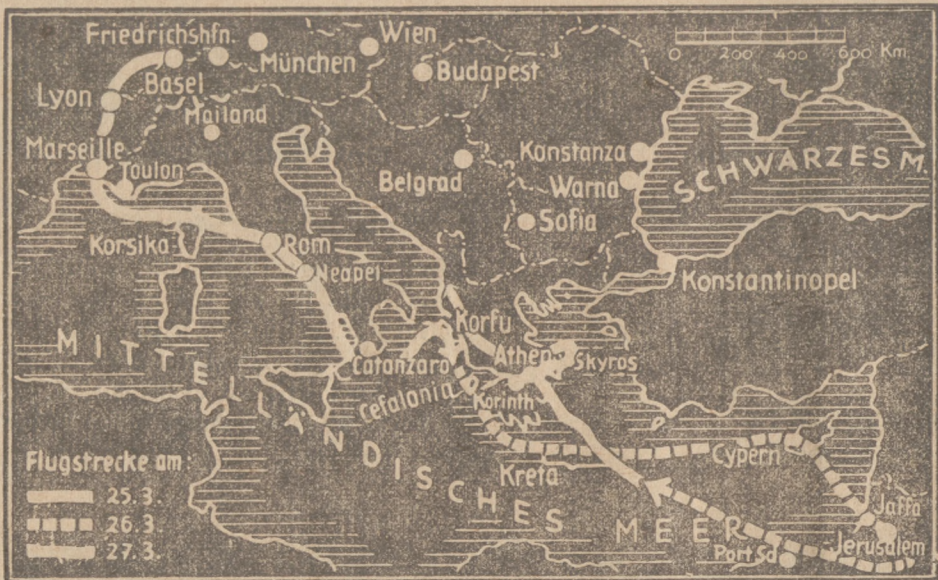 Friedrichshfn.
Wien
0 200 400 600 Km.
München
Budapest
Basel
Lyon
Mailand
Marseille
Toulon
Konstanza
Belgrad
Warna
SCHWARZES M.
Sofia
Korsika
Rom
Neapel
Konstantinopel
Korfu
MITTELLÄNDISCHES MEER
Athen
Skyros
Catanzaro
Cefalonia
Korinth
Flugstrecke am:
Kreta
Cypern
25.3.
26.3.
27.3.
Jaffa
Port Sd
Jerusalem